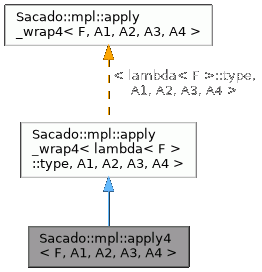 Sacado::mpl::apply
_wrap4< F, A1, A2, A3, A4 >
< lambda< F >::type,
A1, A2, A3, A4 >
Sacado::mpl::apply
_wrap4< lambda< F >
::type, A1, A2, A3, A4 >
Sacado::mpl::apply4
< F, A1, A2, A3, A4 >